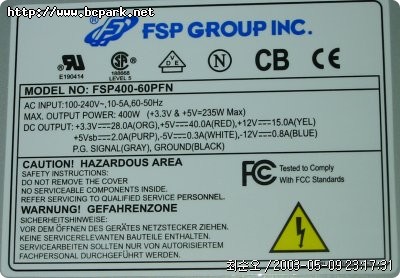 http://www.bcpark.net
FSP GROUP INC.
E190414
188668
LEVEL 5
D E
N
CB
CE
MODEL NO: FSP400-60PFN
AC INPUT:100-240V~,10-5A,60-50Hz
MAX. OUTPUT POWER: 400W (+3.3V & +5V=235W Max)
DC OUTPUT: +3.3V⎓28.0A(ORG), +5V⎓40.0A(RED),+12V⎓15.0A(YEL)
+5Vsb⎓2.0A(PURP), -5V⎓0.3A(WHITE), -12V⎓0.8A(BLUE)
P.G. SIGNAL(GRAY), GROUND(BLACK)
CAUTION! HAZARDOUS AREA
SAFETY INSTRUCTIONS:
DO NOT REMOVE THE COVER
NO SERVICEABLE COMPONENTS INSIDE.
REFER SERVICING TO QUALIFIED SERVICE PERSONNEL
FC Tested to Comply
With FCC Standards
WARNUNG! GEFAHRENZONE
SICHERHEITSHINWEISE:
VOR DEM ÖFFNEN DES GERÄTES NETZSTECKER ZIEHEN.
KEINE SERVICERELEVANTEN BAUTEILE ENTHALTEN.
SERVICEARBEITEN SOLLEN NUR VON AUTORISIERTEM
FACHPERSONAL DURCHGEFÜHRT WERDEN.
최순호 / 2003-05-09 23:17:31